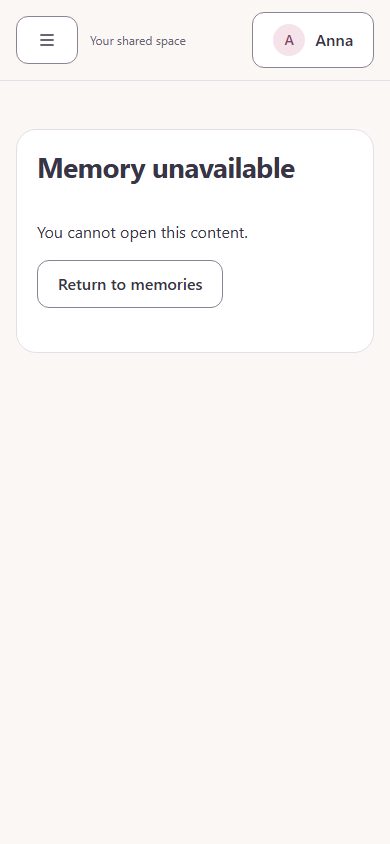 Your shared space
A
Anna
Memory unavailable
You cannot open this content.
Return to memories